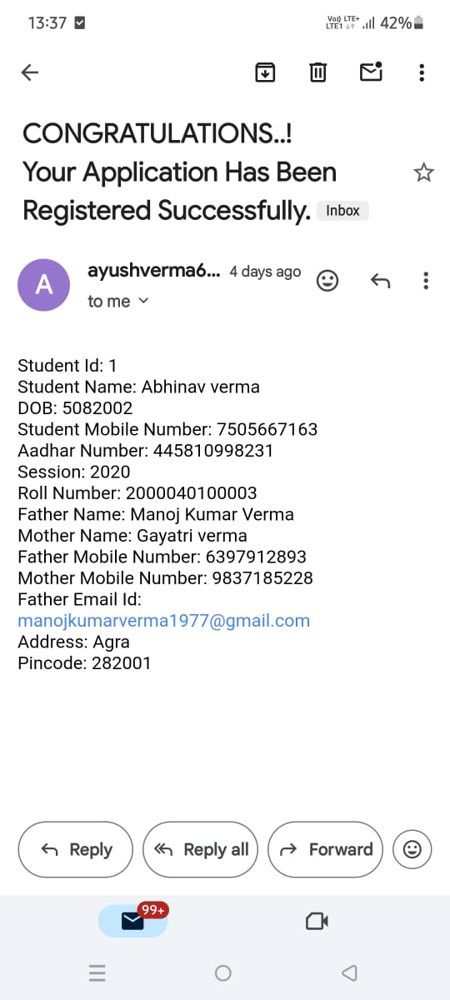 13:37
Vo)) LTE+
LTE1 42%
CONGRATULATIONS..!
Your Application Has Been
Registered Successfully. Inbox
A
ayushverma6... 4 days ago
to me
Student Id: 1
Student Name: Abhinav verma
DOB: 5082002
Student Mobile Number: 7505667163
Aadhar Number: 445810998231
Session: 2020
Roll Number: 2000040100003
Father Name: Manoj Kumar Verma
Mother Name: Gayatri verma
Father Mobile Number: 6397912893
Mother Mobile Number: 9837185228
Father Email Id:
manojkumarverma1977@gmail.com
Address: Agra
Pincode: 282001
Reply Reply all Forward
99+